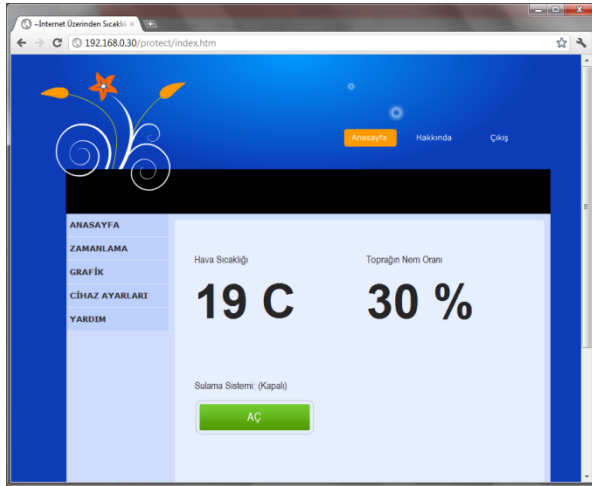 ~İnternet Üzerinden Sıcaklı
192.168.0.30/protect/index.htm
Anasayfa Hakkında Çıkış
ANASAYFA
ZAMANLAMA
GRAFİK
CİHAZ AYARLARI
YARDIM
Hava Sıcaklığı Toprağın Nem Oranı
19 C 30 %
Sulama Sistemi: (Kapalı)
AÇ